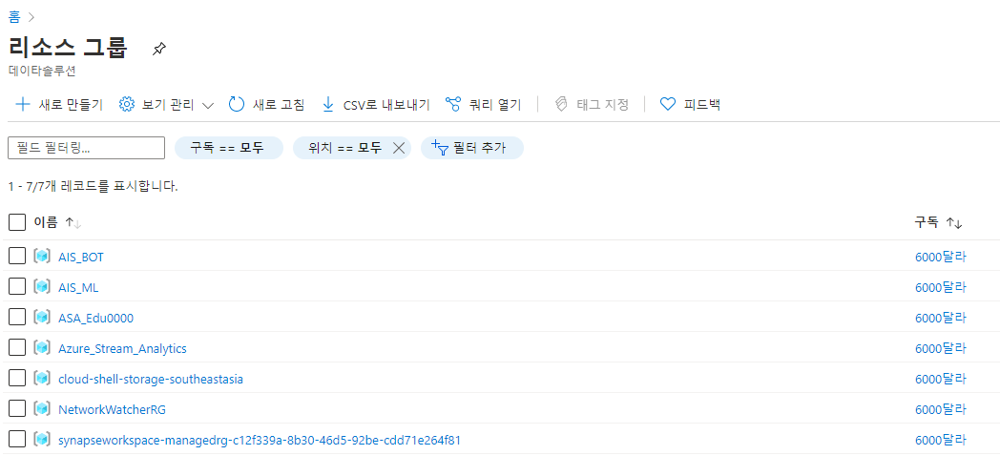 홈 >
리소스 그룹
데이타솔루션
새로 만들기 보기 관리 새로 고침 CSV로 내보내기 쿼리 열기 태그 지정 피드백
필드 필터링... 구독 == 모두 위치 == 모두 필터 추가
1 - 7/7개 레코드를 표시합니다.
이름 ↑↓ 구독 ↑↓
AIS_BOT 6000달라
AIS_ML 6000달라
ASA_Edu0000 6000달라
Azure_Stream_Analytics 6000달라
cloud-shell-storage-southeastasia 6000달라
NetworkWatcherRG 6000달라
synapseworkspace-managedrg-c12f339a-8b30-46d5-92be-cdd71e264f81 6000달라